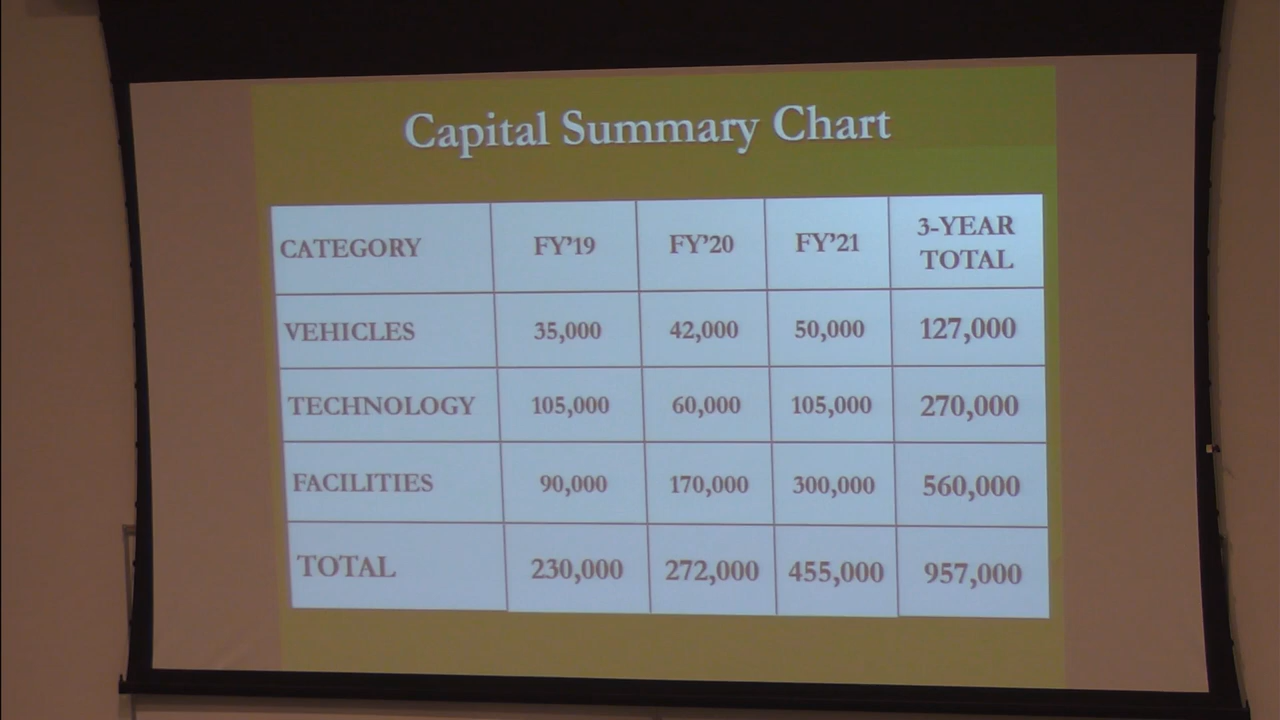 Capital Summary Chart
CATEGORY FY'19 FY'20 FY'21 3-YEAR TOTAL
VEHICLES 35,000 42,000 50,000 127,000
TECHNOLOGY 105,000 60,000 105,000 270,000
FACILITIES 90,000 170,000 300,000 560,000
TOTAL 230,000 272,000 455,000 957,000